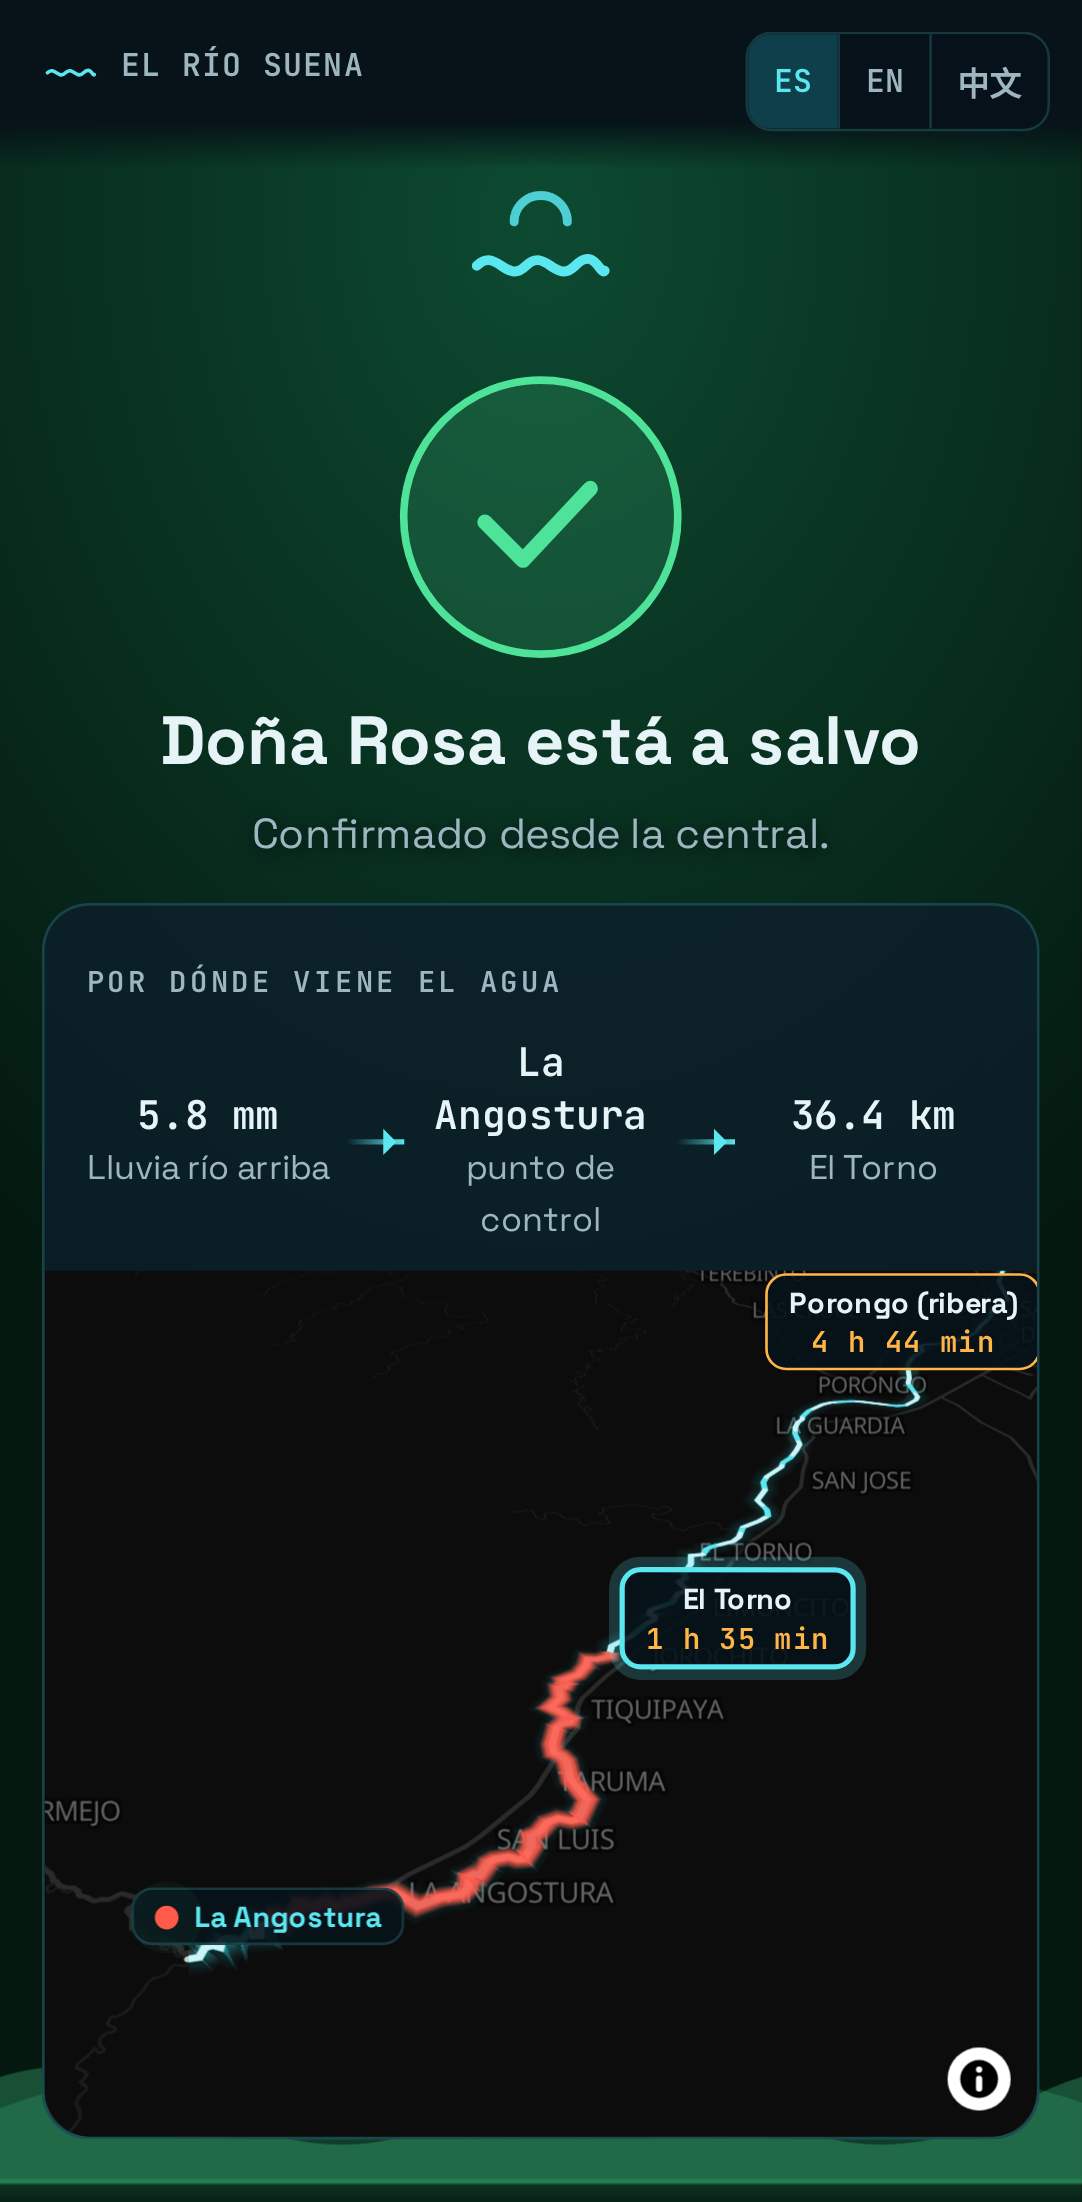 EL RÍO SUENA
ES EN 中文
Doña Rosa está a salvo
Confirmado desde la central.
POR DÓNDE VIENE EL AGUA
5.8 mm
Lluvia río arriba
La
Angostura
punto de
control
36.4 km
El Torno
TEREBINTO
Porongo (ribera)
4 h 44 min
PORONGO
LA GUARDIA
SAN JOSE
EL TORNO
El Torno
1 h 35 min
TIQUIPAYA
TARUMA
RMEJO
SAN LUIS
LA ANGOSTURA
La Angostura